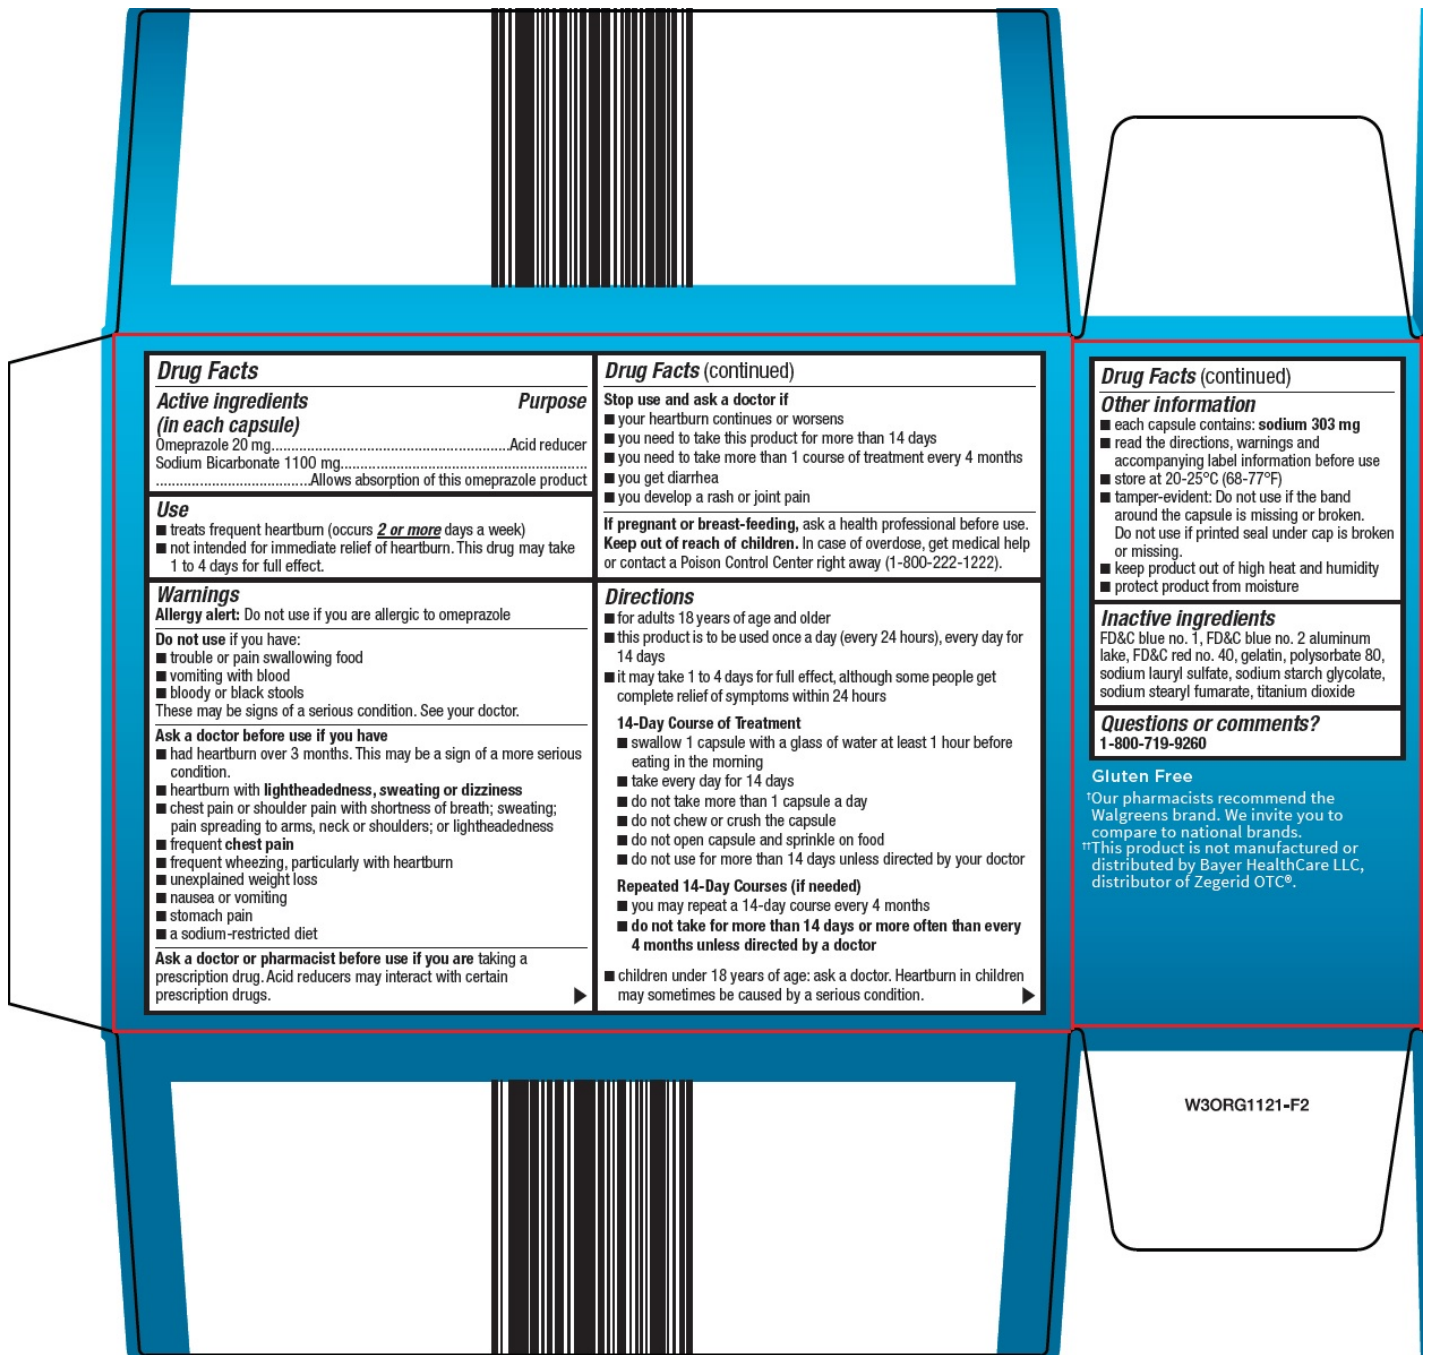 Drug Facts
Active ingredients Purpose
(in each capsule)
Omeprazole 20 mg............................................................Acid reducer
Sodium Bicarbonate 1100 mg..............................................................
.......................................Allows absorption of this omeprazole product
Use
■ treats frequent heartburn (occurs 2 or more days a week)
■ not intended for immediate relief of heartburn. This drug may take
1 to 4 days for full effect.
Warnings
Allergy alert: Do not use if you are allergic to omeprazole
Do not use if you have:
■ trouble or pain swallowing food
■ vomiting with blood
■ bloody or black stools
These may be signs of a serious condition. See your doctor.
Ask a doctor before use if you have
■ had heartburn over 3 months. This may be a sign of a more serious
condition.
■ heartburn with lightheadedness, sweating or dizziness
■ chest pain or shoulder pain with shortness of breath; sweating;
pain spreading to arms, neck or shoulders; or lightheadedness
■ frequent chest pain
■ frequent wheezing, particularly with heartburn
■ unexplained weight loss
■ nausea or vomiting
■ stomach pain
■ a sodium-restricted diet
Ask a doctor or pharmacist before use if you are taking a
prescription drug. Acid reducers may interact with certain
prescription drugs.
Drug Facts (continued)
Stop use and ask a doctor if
■ your heartburn continues or worsens
■ you need to take this product for more than 14 days
■ you need to take more than 1 course of treatment every 4 months
■ you get diarrhea
■ you develop a rash or joint pain
If pregnant or breast-feeding, ask a health professional before use.
Keep out of reach of children. In case of overdose, get medical help
or contact a Poison Control Center right away (1-800-222-1222).
Directions
■ for adults 18 years of age and older
■ this product is to be used once a day (every 24 hours), every day for
14 days
■ it may take 1 to 4 days for full effect, although some people get
complete relief of symptoms within 24 hours
14-Day Course of Treatment
■ swallow 1 capsule with a glass of water at least 1 hour before
eating in the morning
■ take every day for 14 days
■ do not take more than 1 capsule a day
■ do not chew or crush the capsule
■ do not open capsule and sprinkle on food
■ do not use for more than 14 days unless directed by your doctor
Repeated 14-Day Courses (if needed)
■ you may repeat a 14-day course every 4 months
■ do not take for more than 14 days or more often than every
4 months unless directed by a doctor
■ children under 18 years of age: ask a doctor. Heartburn in children
may sometimes be caused by a serious condition.
Drug Facts (continued)
Other information
■ each capsule contains: sodium 303 mg
■ read the directions, warnings and
accompanying label information before use
■ store at 20-25°C (68-77°F)
■ tamper-evident: Do not use if the band
around the capsule is missing or broken.
Do not use if printed seal under cap is broken
or missing.
■ keep product out of high heat and humidity
■ protect product from moisture
Inactive ingredients
FD&C blue no. 1, FD&C blue no. 2 aluminum
lake, FD&C red no. 40, gelatin, polysorbate 80,
sodium lauryl sulfate, sodium starch glycolate,
sodium stearyl fumarate, titanium dioxide
Questions or comments?
1-800-719-9260
Gluten Free
†Our pharmacists recommend the
Walgreens brand. We invite you to
compare to national brands.
††This product is not manufactured or
distributed by Bayer HealthCare LLC,
distributor of Zegerid OTC®.
W3ORG1121-F2